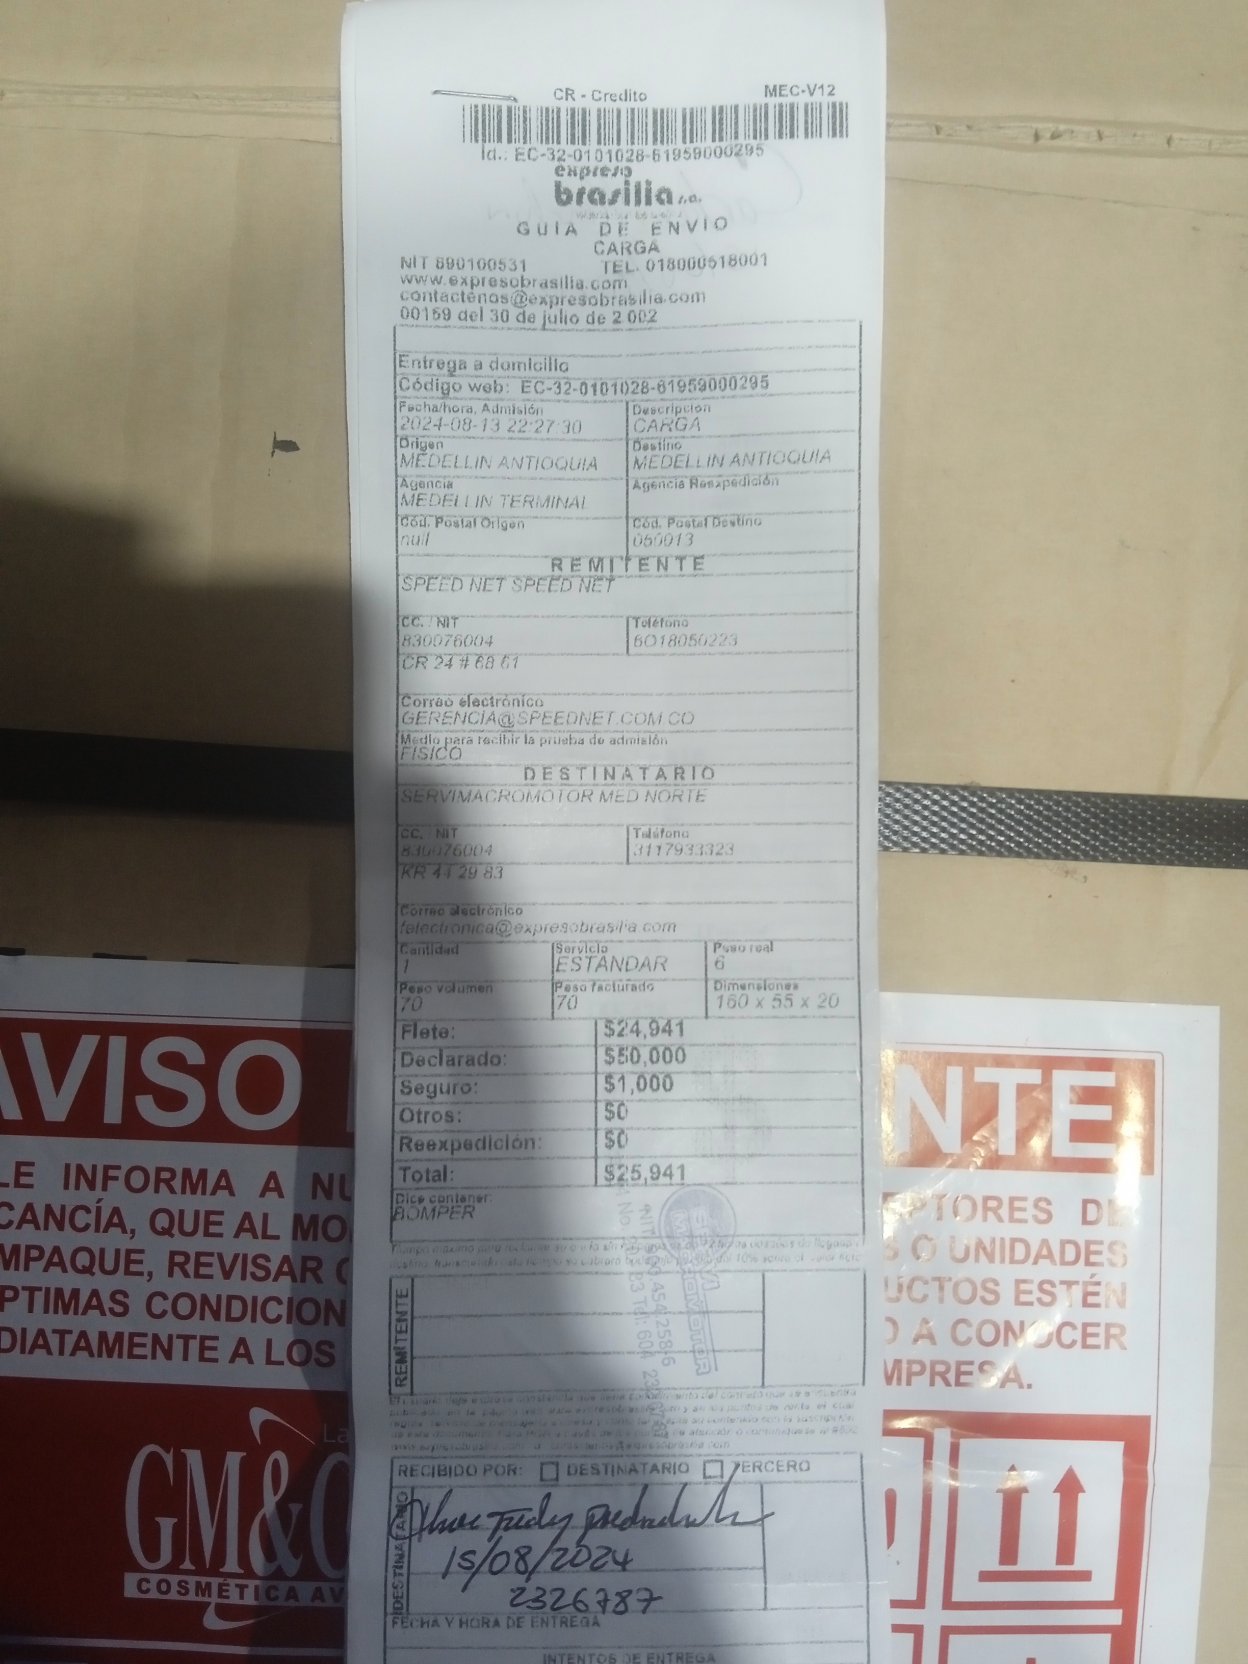 CR - Credito MEC-V12
Id.: EC-32-0101028-61959000295
expreso
brasilia s.a.
GUIA DE ENVIO
CARGA
NIT 890100531 TEL. 018000518001
www.expresobrasilia.com
contactenos@expresobrasilia.com
00159 del 30 de julio de 2 002
Entrega a domicilio
Código web: EC-32-0101028-61959000295
Fecha/hora, Admisión Descripción
2024-08-13 22:27:30 CARGA
Origen Destino
MEDELLIN ANTIOQUIA MEDELLIN ANTIOQUIA
Agencia Agencia Reexpedición
MEDELLIN TERMINAL
Cód. Postal Origen Cód. Postal Destino
null 050013
REMITENTE
SPEED NET SPEED NET
CC. / NIT Teléfono
830076004 6018050223
CR 24 # 68 61
Correo electrónico
GERENCIA@SPEEDNET.COM.CO
Medio para recibir la prueba de admisión
FISICO
DESTINATARIO
SERVIMACROMOTOR MED NORTE
CC. / NIT Teléfono
830076004 3117933323
KR 41 29 83
Correo electrónico
felectronica@expresobrasilia.com
Cantidad Servicio Peso real
1 ESTANDAR 6
Peso volumen Peso facturado Dimensiones
70 70 160 x 55 x 20
Flete: $24,941
Declarado: $50,000
Seguro: $1,000
Otros: $0
Reexpedición: $0
Total: $25,941
Dice contener:
BOMPER
REMITENTE
RECIBIDO POR: DESTINATARIO TERCERO
DESTINATARIO
15/08/2024
2326787
FECHA Y HORA DE ENTREGA
INTENTOS DE ENTREGA
AVISO NTE
LE INFORMA A NU EPTORES DE
CANCÍA, QUE AL MO S O UNIDADES
MPAQUE, REVISAR UCTOS ESTÉN
PTIMAS CONDICION O A CONOCER
DIATAMENTE A LOS MPRESA.
La
GM&C
COSMÉTICA AV